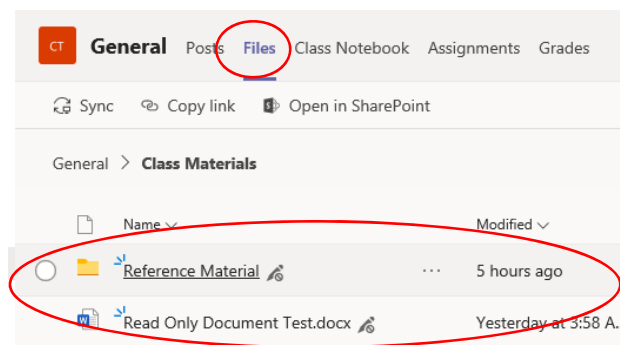 CT General Posts Files Class Notebook Assignments Grades
Sync Copy link Open in SharePoint
General > Class Materials
Name Modified
Reference Material ... 5 hours ago
Read Only Document Test.docx Yesterday at 3:58 A...